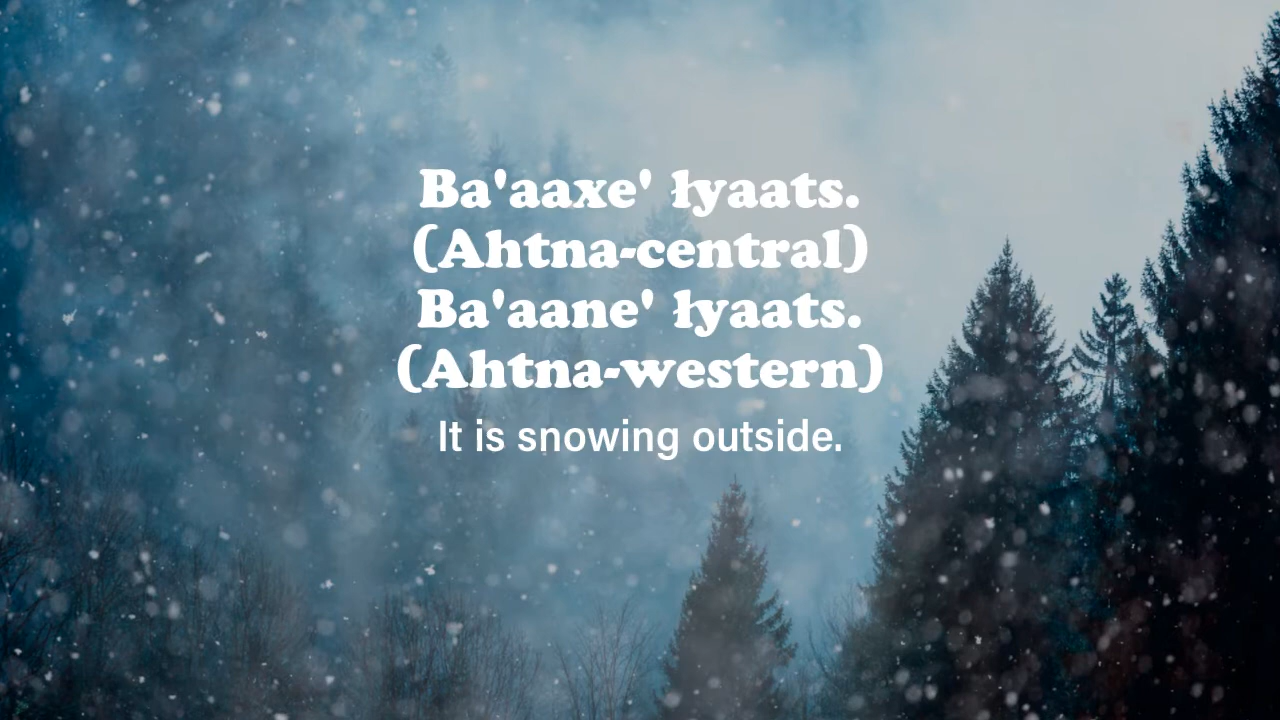 Ba'aaxe' łyaats.
(Ahtna-central)
Ba'aane' łyaats.
(Ahtna-western)
It is snowing outside.